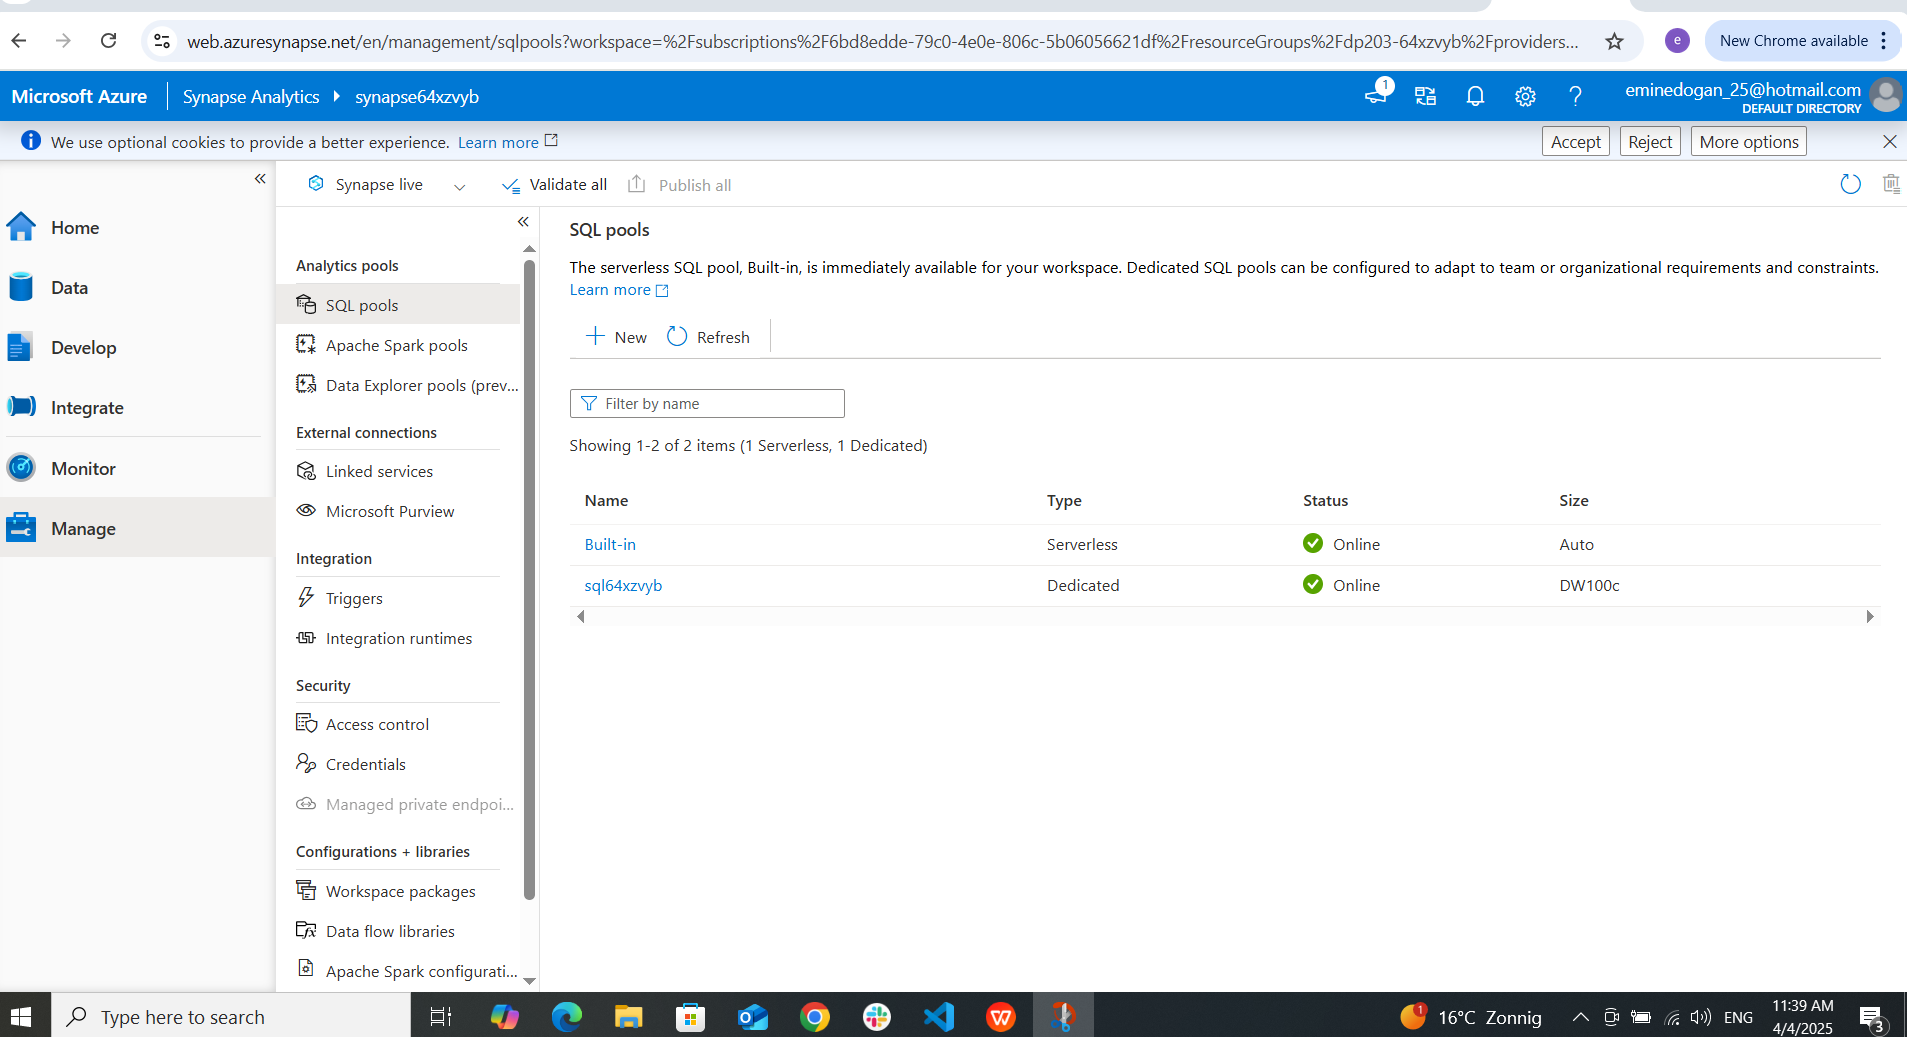 web.azuresynapse.net/en/management/sqlpools?workspace=%2Fsubscriptions%2F6bd8edde-79c0-4e0e-806c-5b06056621df%2FresourceGroups%2Fdp203-64xzvyb%2Fproviders...
e
New Chrome available
Microsoft Azure
Synapse Analytics
synapse64xzvyb
1
eminedogan_25@hotmail.com
DEFAULT DIRECTORY
We use optional cookies to provide a better experience. Learn more
Accept
Reject
More options
Synapse live
Validate all
Publish all
Home
Data
Develop
Integrate
Monitor
Manage
Analytics pools
SQL pools
Apache Spark pools
Data Explorer pools (prev...
External connections
Linked services
Microsoft Purview
Integration
Triggers
Integration runtimes
Security
Access control
Credentials
Managed private endpoi...
Configurations + libraries
Workspace packages
Data flow libraries
Apache Spark configurati...
SQL pools
The serverless SQL pool, Built-in, is immediately available for your workspace. Dedicated SQL pools can be configured to adapt to team or organizational requirements and constraints.
Learn more
New
Refresh
Filter by name
Showing 1-2 of 2 items (1 Serverless, 1 Dedicated)
Name Type Status Size
Built-in Serverless Online Auto
sql64xzvyb Dedicated Online DW100c
Type here to search
1
16°C Zonnig
ENG
11:39 AM
4/4/2025
3